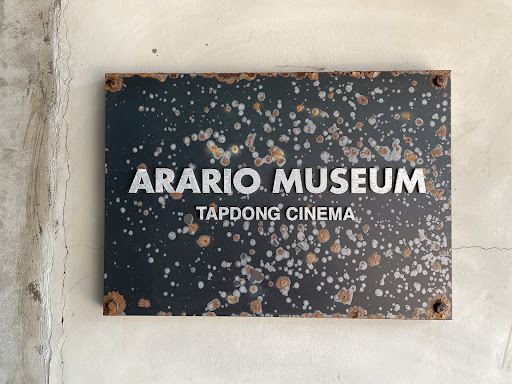 ARARIO MUSEUM
TAPDONG CINEMA